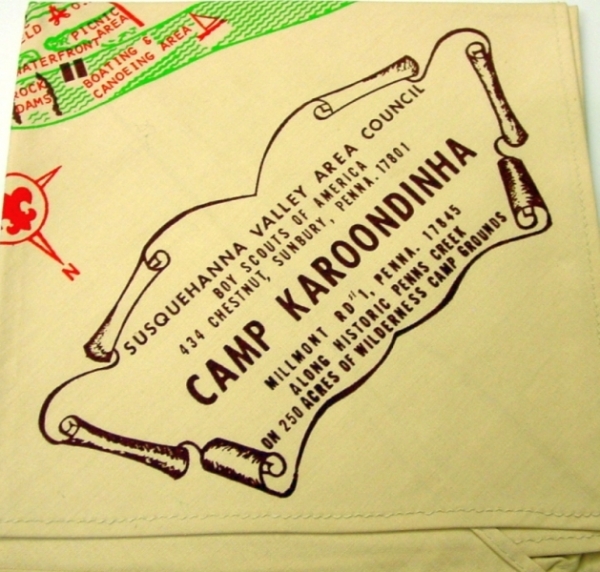 PICNIC
AREA
WATERFRONT
ROCK
DAMS
BOATING &
CANOEING AREA
N
SUSQUEHANNA VALLEY AREA COUNCIL
BOY SCOUTS OF AMERICA
434 CHESTNUT, SUNBURY, PENNA. 17801
CAMP KAROONDINHA
MILLMONT RD#1, PENNA. 17845
ALONG HISTORIC PENNS CREEK
ON 250 ACRES OF WILDERNESS CAMP GROUNDS